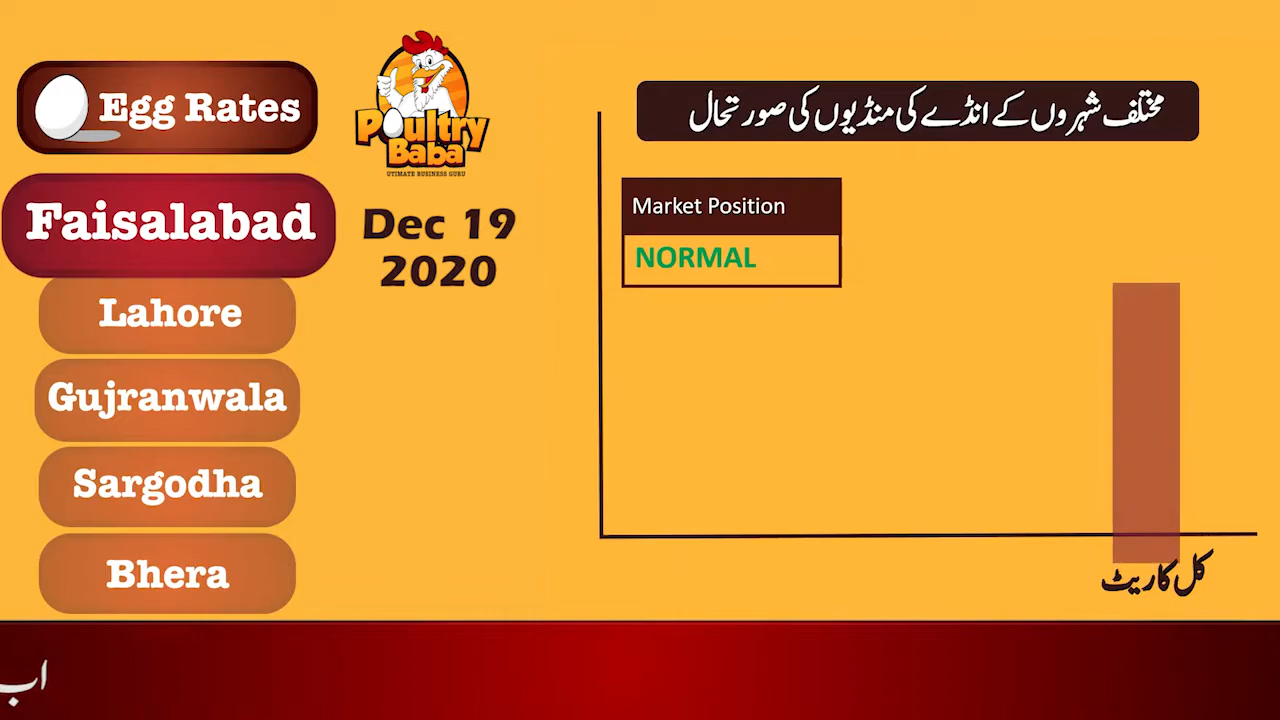 Egg Rates
Faisalabad
Lahore
Gujranwala
Sargodha
Bhera
Poultry
Baba
UTIMATE BUSINESS GURU
Dec 19
2020
مختلف شہروں کے انڈے کی منڈیوں کی صورتحال
Market Position
NORMAL
کل کا ریٹ
اب